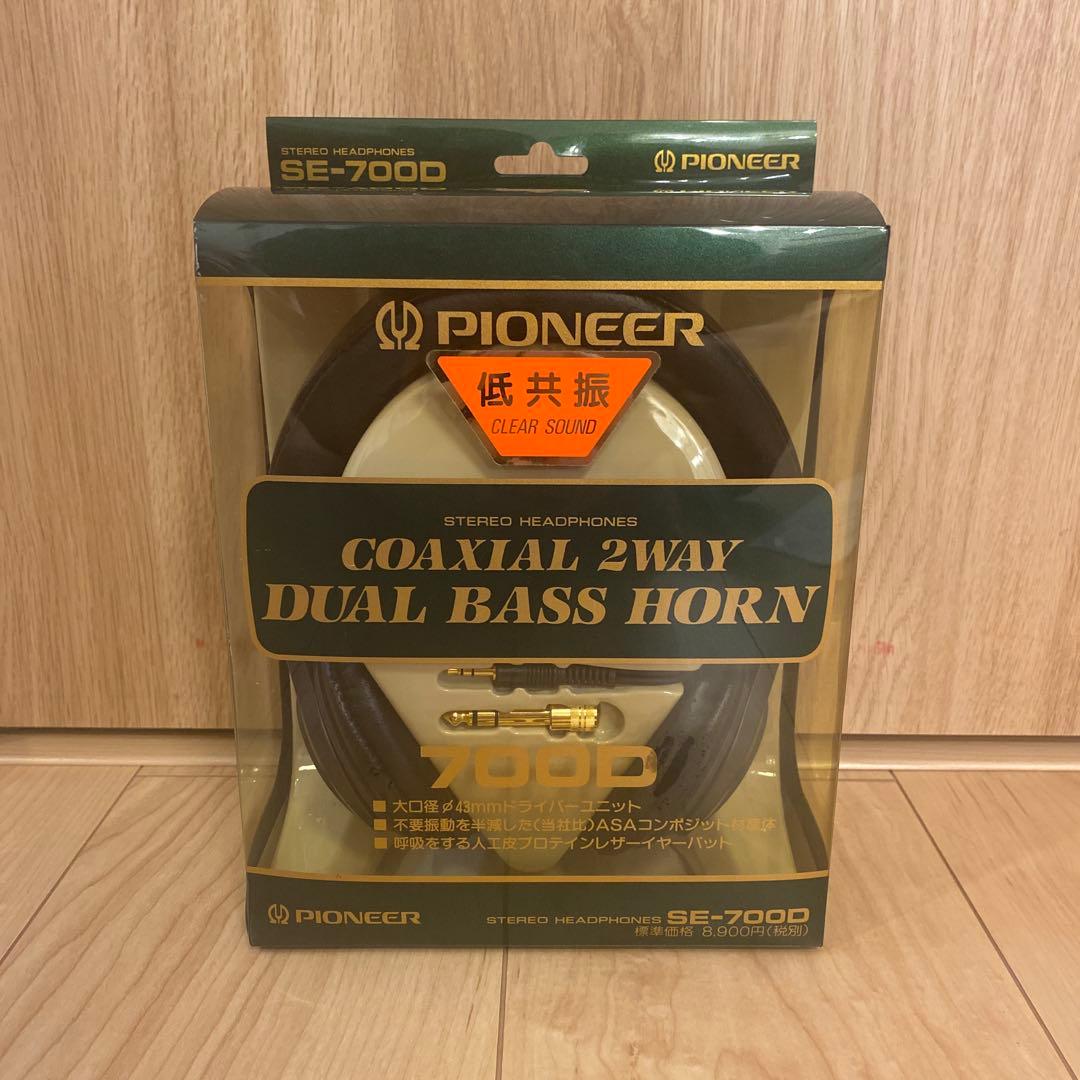 STEREO HEADPHONES
SE-700D
PIONEER
PIONEER
低共振
CLEAR SOUND
STEREO HEADPHONES
COAXIAL 2WAY
DUAL BASS HORN
700D
■ 大口径φ43mmドライバーユニット
■ 不要振動を半減した(当社比)ASAコンポジット材筐体
■ 呼吸をする人工皮プロテインレザーイヤーパット
PIONEER
STEREO HEADPHONES SE-700D
標準価格 8,900円(税別)